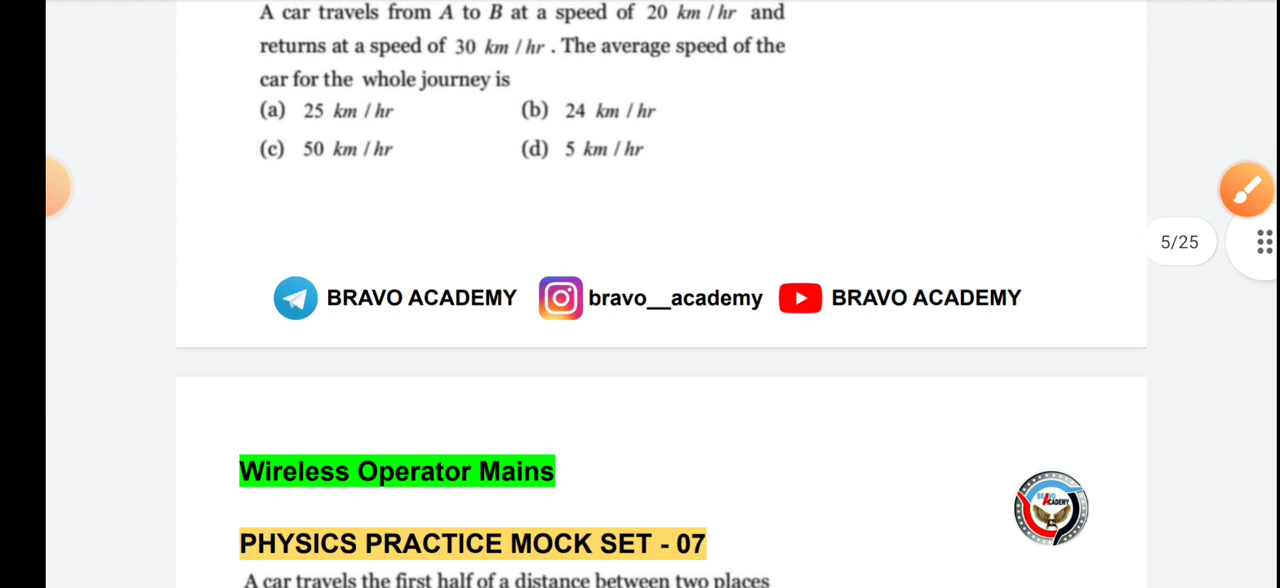 A car travels from A to B at a speed of 20 km / hr and
returns at a speed of 30 km / hr . The average speed of the
car for the whole journey is
(a) 25 km / hr (b) 24 km / hr
(c) 50 km / hr (d) 5 km / hr
5/25
BRAVO ACADEMY bravo__academy BRAVO ACADEMY
Wireless Operator Mains
BRAVO
ACADEMY
PHYSICS PRACTICE MOCK SET - 07
A car travels the first half of a distance between two places